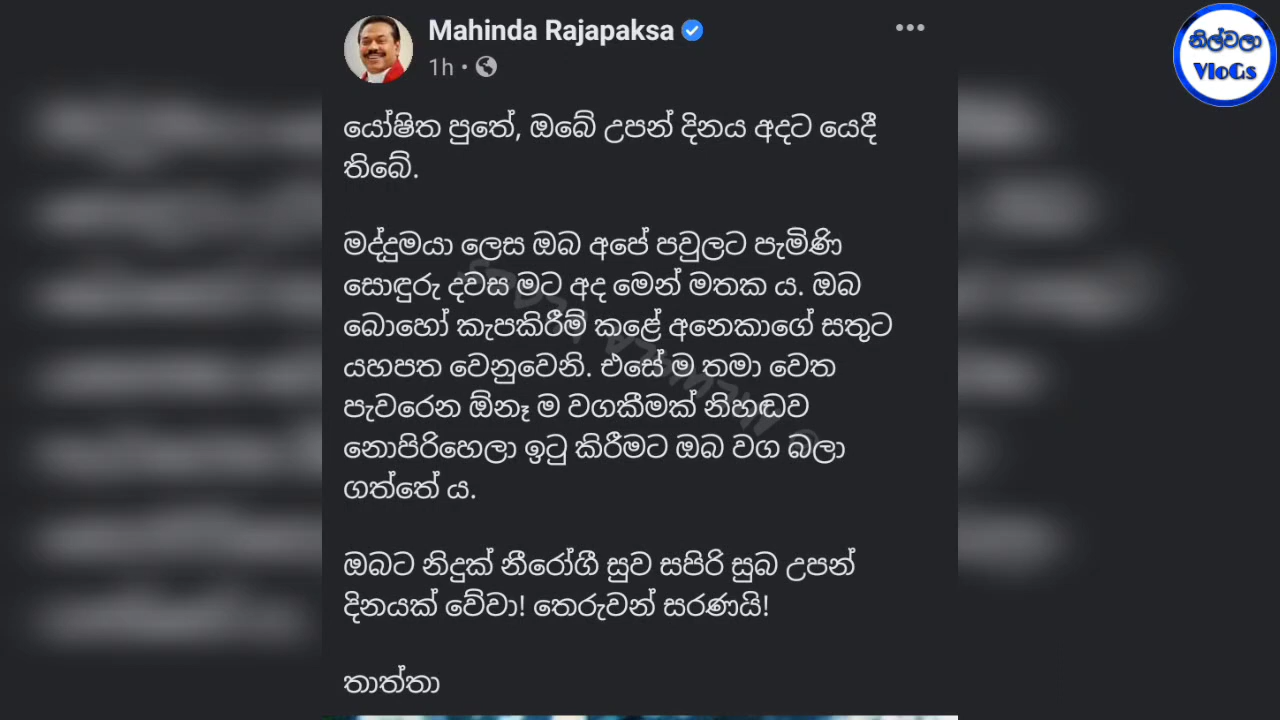 Mahinda Rajapaksa
1h
නිල්වලා
VloGs
යෝෂිත පුතේ, ඔබේ උපන් දිනය අදට යෙදී
තිබේ.
මද්දුමයා ලෙස ඔබ අපේ පවුලට පැමිණි
සොඳුරු දවස මට අද මෙන් මතක ය. ඔබ
බොහෝ කැපකිරීම් කළේ අනෙකාගේ සතුට
යහපත වෙනුවෙනි. එසේ ම තමා වෙත
පැවරෙන ඕනෑ ම වගකීමක් නිහඬව
නොපිරිහෙලා ඉටු කිරීමට ඔබ වග බලා
ගත්තේ ය.
ඔබට නිදුක් නීරෝගී සුව සපිරි සුබ උපන්
දිනයක් වේවා! තෙරුවන් සරණයි!
තාත්තා